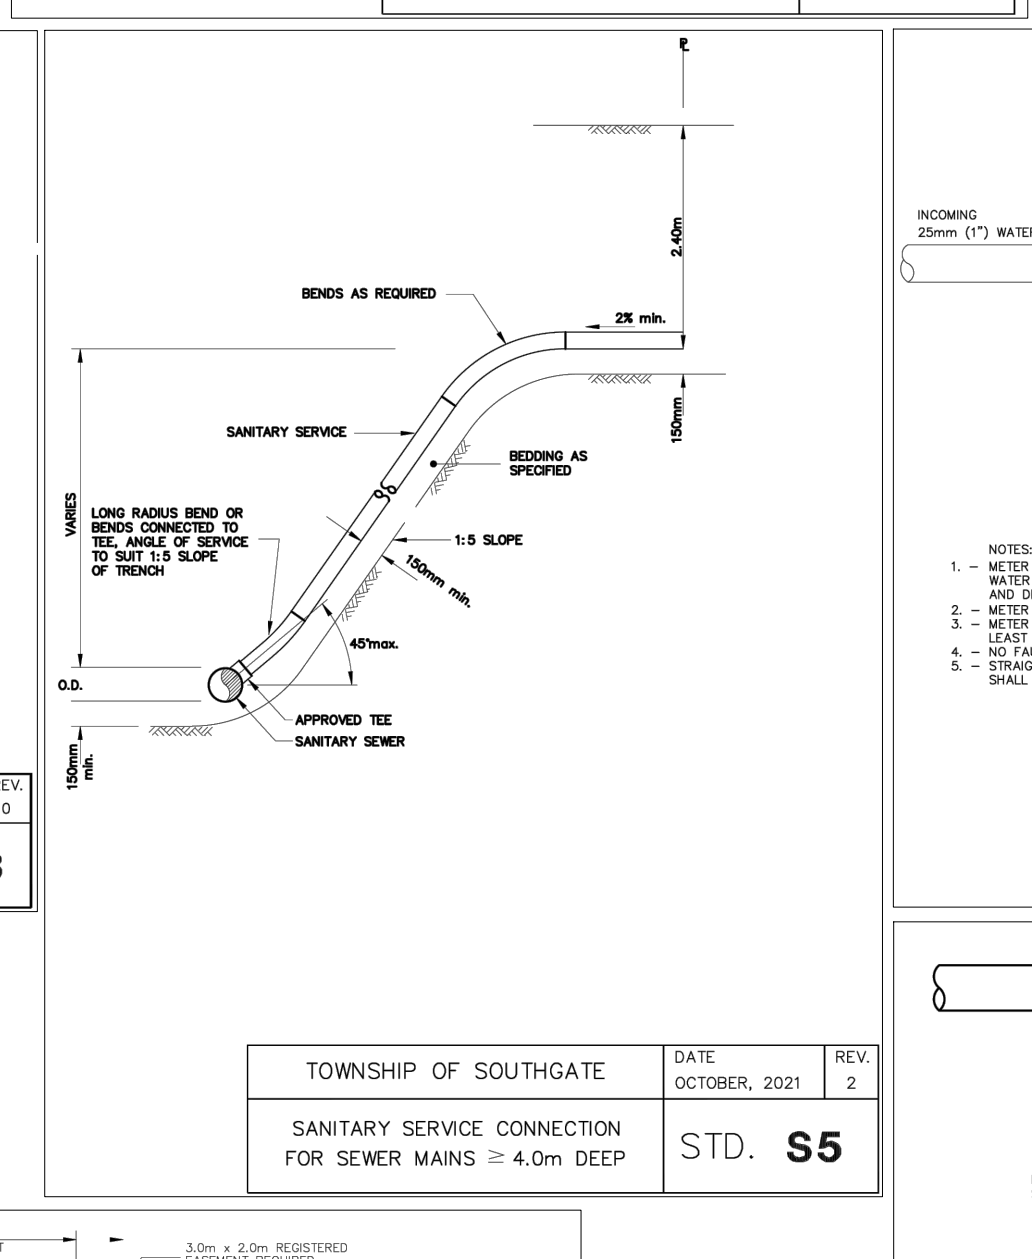 ℄
2.40m
INCOMING
25mm (1")
BENDS AS REQUIRED
2% min.
SANITARY SERVICE
150mm
BEDDING AS
SPECIFIED
VARIES
LONG RADIUS BEND OR
BENDS CONNECTED TO
TEE, ANGLE OF SERVICE
TO SUIT 1:5 SLOPE
OF TRENCH
1:5 SLOPE
150mm min.
45°max.
O.D.
APPROVED TEE
SANITARY SEWER
150mm
min.
NOTES:
1. – METER
WATER
2. – METER
3. – METER
LEAST
4. – NO
5. –
SHALL
REV.
0
TOWNSHIP OF SOUTHGATE
DATE
OCTOBER, 2021
REV.
2
SANITARY SERVICE CONNECTION
FOR SEWER MAINS ≥ 4.0m DEEP
STD. S5
3.0m x 2.0m REGISTERED
EASEMENT REQUIRED